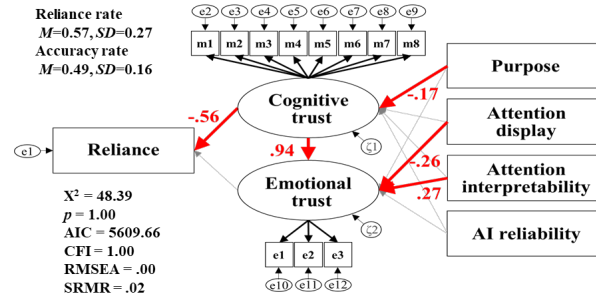 Reliance rate
M=0.57, SD=0.27
Accuracy rate
M=0.49, SD=0.16
e2 e3 e4 e5 e6 e7 e8 e9
m1 m2 m3 m4 m5 m6 m7 m8
Purpose
-.17
Cognitive
trust
Attention
display
-.56
ζ1
e1
Reliance
.94
-.26
Attention
interpretability
.27
Emotional
trust
AI reliability
ζ2
X² = 48.39
p = 1.00
AIC = 5609.66
CFI = 1.00
RMSEA = .00
SRMR = .02
e1 e2 e3
e10 e11 e12